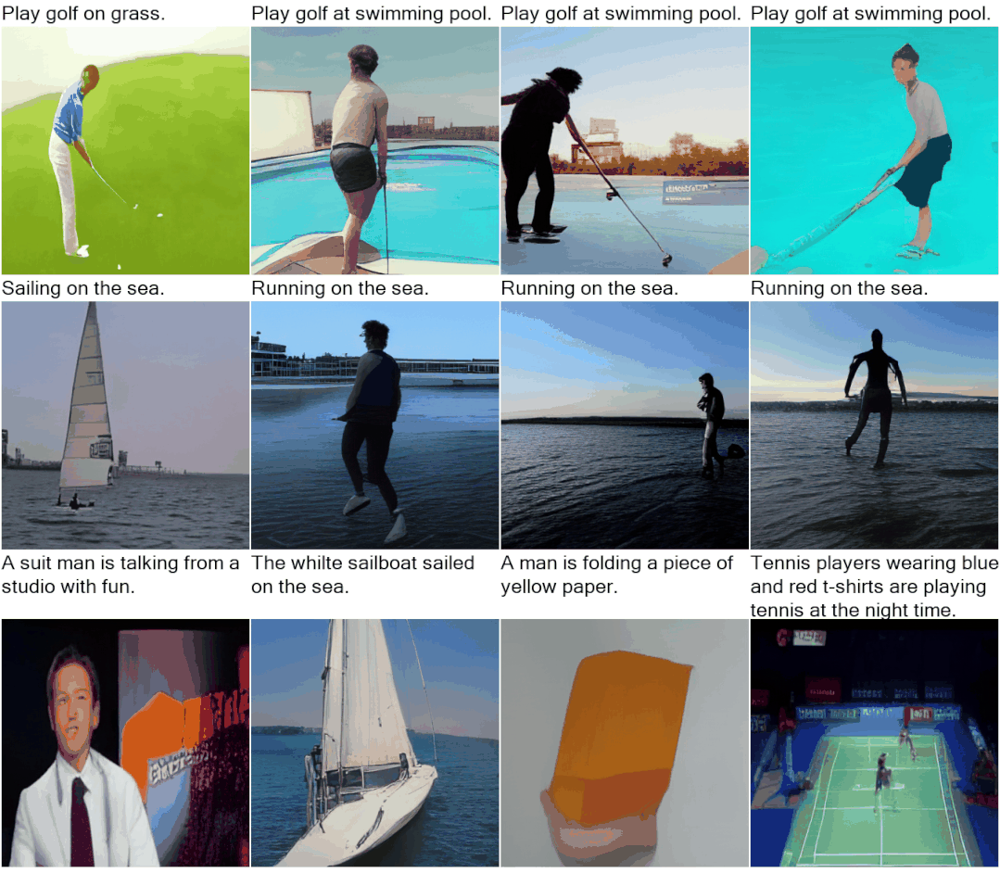 Play golf on grass.
Play golf at swimming pool.
Play golf at swimming pool.
Play golf at swimming pool.
Sailing on the sea.
Running on the sea.
Running on the sea.
Running on the sea.
A suit man is talking from a
studio with fun.
The whilte sailboat sailed
on the sea.
A man is folding a piece of
yellow paper.
Tennis players wearing blue
and red t-shirts are playing
tennis at the night time.